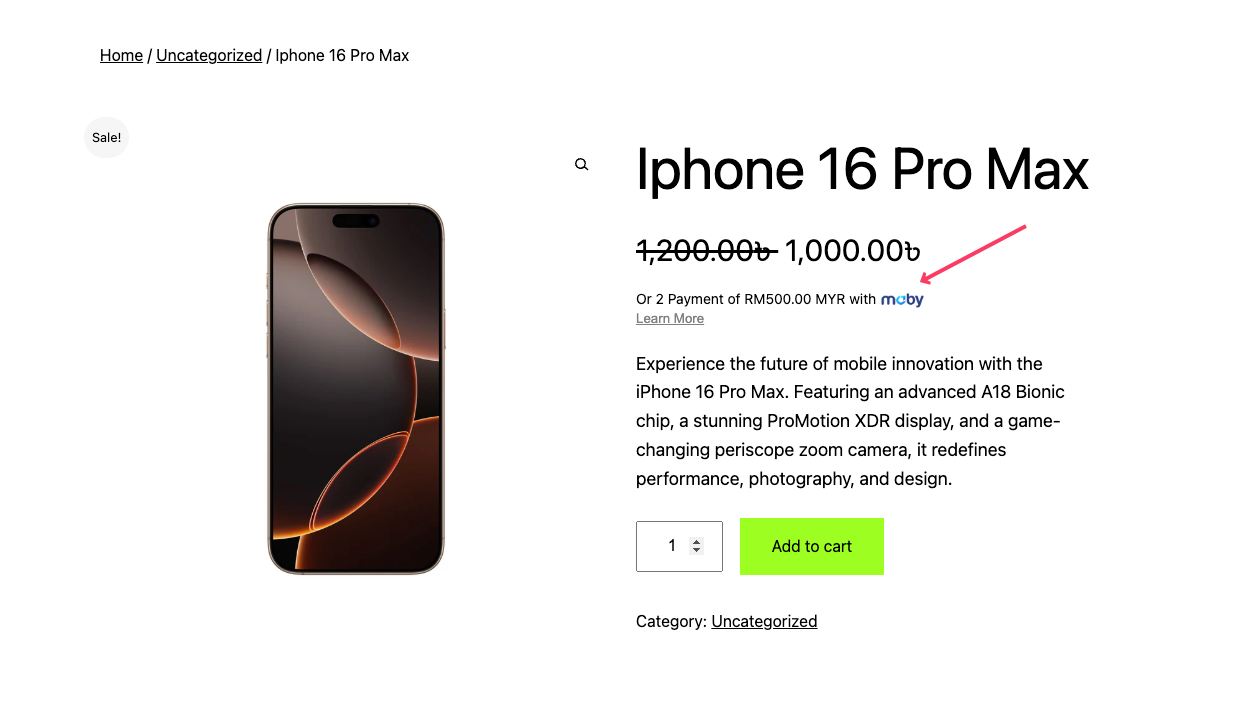 Home / Uncategorized / Iphone 16 Pro Max
Sale!
Iphone 16 Pro Max
1,200.00৳ 1,000.00৳
Or 2 Payment of RM500.00 MYR with moby
Learn More
Experience the future of mobile innovation with the
iPhone 16 Pro Max. Featuring an advanced A18 Bionic
chip, a stunning ProMotion XDR display, and a game-
changing periscope zoom camera, it redefines
performance, photography, and design.
1
Add to cart
Category: Uncategorized